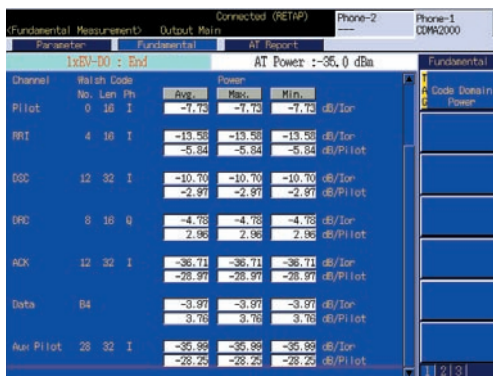 Connected (RETAP) Phone-2 Phone-1
<Fundamental Measurement> Output Main ---- CDMA2000
Parameter Fundamental AT Report
1xEV-DO : End AT Power :-35.0 dBm Fundamental
Channel Walsh Code Power
No. Len Ph Avg. Max. Min. Code Domain Power
Pilot 0 16 I -7.73 -7.73 -7.73 dB/Ior
RRI 4 16 I -13.58 -13.58 -13.58 dB/Ior
-5.84 -5.84 -5.84 dB/Pilot
DSC 12 32 I -10.70 -10.70 -10.70 dB/Ior
-2.97 -2.97 -2.97 dB/Pilot
DRC 8 16 Q -4.78 -4.78 -4.78 dB/Ior
2.96 2.96 2.96 dB/Pilot
ACK 12 32 I -36.71 -36.71 -36.71 dB/Ior
-28.97 -28.97 -28.97 dB/Pilot
Data B4 -3.97 -3.97 -3.97 dB/Ior
3.76 3.76 3.76 dB/Pilot
Aux Pilot 28 32 I -35.99 -35.99 -35.99 dB/Ior
-28.25 -28.25 -28.25 dB/Pilot
1 2 3